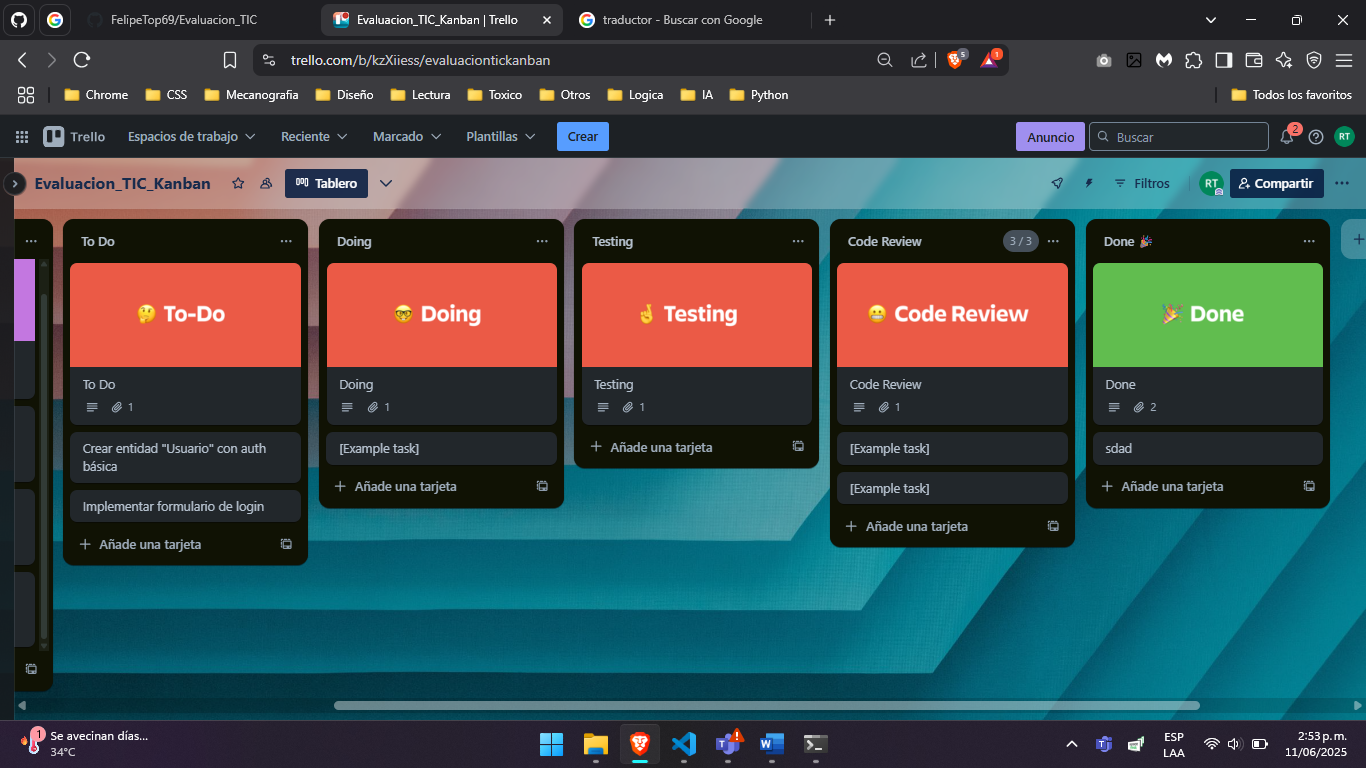 FelipeTop69/Evaluacion_TIC
Evaluacion_TIC_Kanban | Trello
traductor - Buscar con Google
trello.com/b/kzXiiess/evaluaciontickanban
5
1
Chrome
CSS
Mecanografia
Diseño
Lectura
Toxico
Otros
Logica
IA
Python
Todos los favoritos
Trello
Espacios de trabajo
Reciente
Marcado
Plantillas
Crear
Anuncio
Buscar
2
RT
Evaluacion_TIC_Kanban
Tablero
Filtros
RT
Compartir
To Do
🤔 To-Do
To Do
1
Crear entidad "Usuario" con auth
básica
Implementar formulario de login
+ Añade una tarjeta
Doing
🤓 Doing
Doing
1
[Example task]
+ Añade una tarjeta
Testing
🤞 Testing
Testing
1
+ Añade una tarjeta
Code Review
3 / 3
😬 Code Review
Code Review
1
[Example task]
[Example task]
+ Añade una tarjeta
Done 🎉
🎉 Done
Done
2
sdad
+ Añade una tarjeta
1
Se avecinan días...
34°C
ESP
LAA
2:53 p. m.
11/06/2025